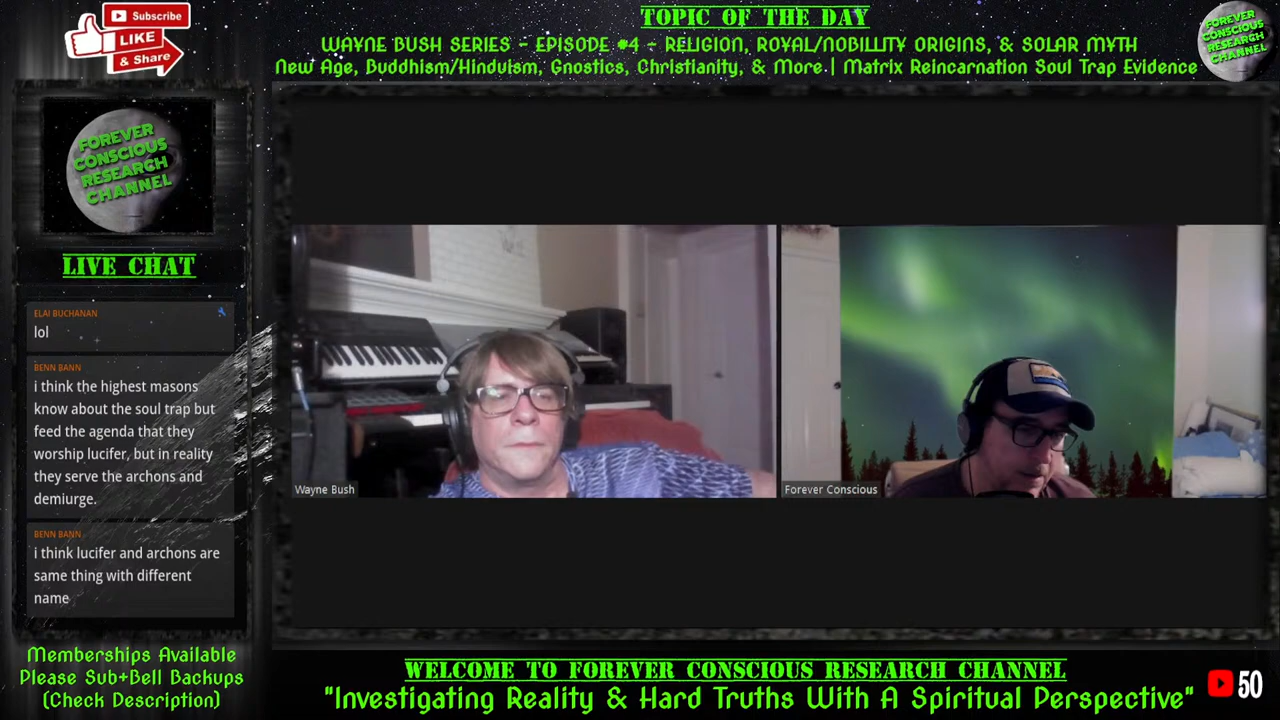 Subscribe
LIKE
& Share
TOPIC OF THE DAY
WAYNE BUSH SERIES - EPISODE #4 - RELIGION, ROYAL/NOBILLITY ORIGINS, & SOLAR MYTH
New Age, Buddhism/Hinduism, Gnostics, Christianity, & More | Matrix Reincarnation Soul Trap Evidence
FOREVER
CONSCIOUS
RESEARCH
CHANNEL
FOREVER
CONSCIOUS
RESEARCH
CHANNEL
LIVE CHAT
ELAI BUCHANAN
lol
BENN BANN
i think the highest masons
know about the soul trap but
feed the agenda that they
worship lucifer, but in reality
they serve the archons and
demiurge.
BENN BANN
i think lucifer and archons are
same thing with different
name
Wayne Bush
Forever Conscious
Memberships Available
Please Sub+Bell Backups
(Check Description)
WELCOME TO FOREVER CONSCIOUS RESEARCH CHANNEL
"Investigating Reality & Hard Truths With A Spiritual Perspective"
50